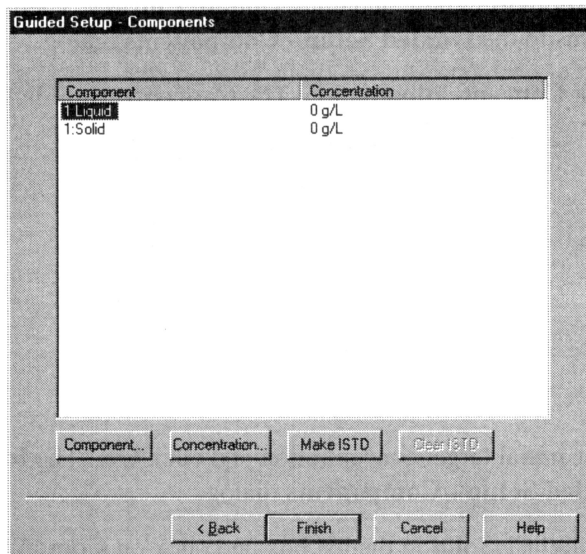 Guided Setup - Components
Component Concentration
1:Liquid 0 g/L
1:Solid 0 g/L
Component... Concentration... Make ISTD Clear ISTD
< Back Finish Cancel Help